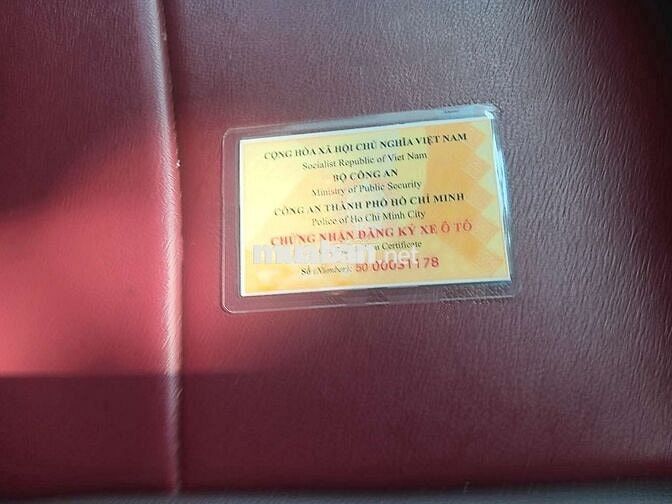 CỘNG HÒA XÃ HỘI CHỦ NGHĨA VIỆT NAM
Socialist Republic of Viet Nam
BỘ CÔNG AN
Ministry of Public Security
CÔNG AN THÀNH PHỐ HỒ CHÍ MINH
Police of Ho Chi Minh City
CHỨNG NHẬN ĐĂNG KÝ XE Ô TÔ
Certificate
Số (Number): 50 00031178